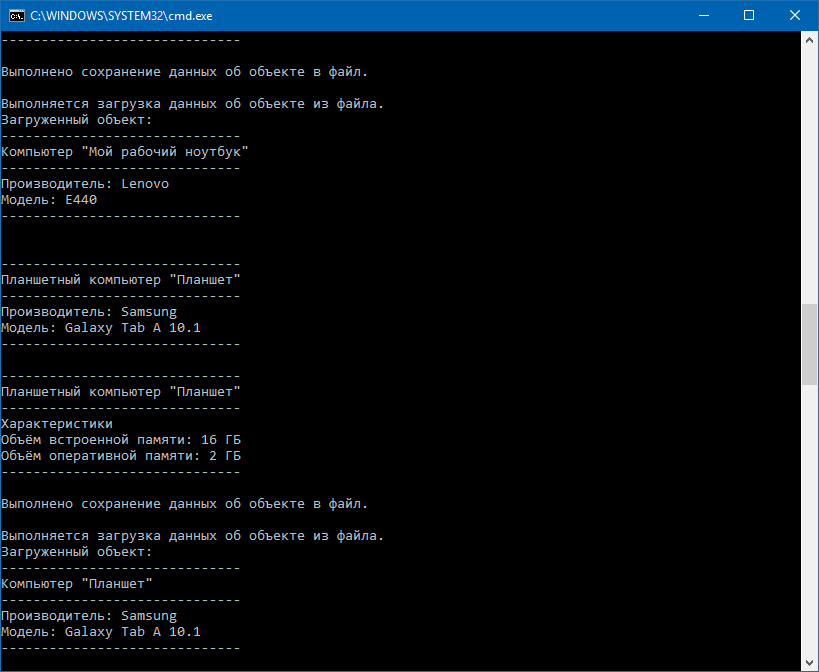 C:\WINDOWS\SYSTEM32\cmd.exe
------------------------------
Выполнено сохранение данных об объекте в файл.
Выполняется загрузка данных об объекте из файла.
Загруженный объект:
------------------------------
Компьютер "Мой рабочий ноутбук"
------------------------------
Производитель: Lenovo
Модель: E440
------------------------------
------------------------------
Планшетный компьютер "Планшет"
------------------------------
Производитель: Samsung
Модель: Galaxy Tab A 10.1
------------------------------
------------------------------
Планшетный компьютер "Планшет"
------------------------------
Характеристики
Объём встроенной памяти: 16 ГБ
Объём оперативной памяти: 2 ГБ
------------------------------
Выполнено сохранение данных об объекте в файл.
Выполняется загрузка данных об объекте из файла.
Загруженный объект:
------------------------------
Компьютер "Планшет"
------------------------------
Производитель: Samsung
Модель: Galaxy Tab A 10.1
------------------------------